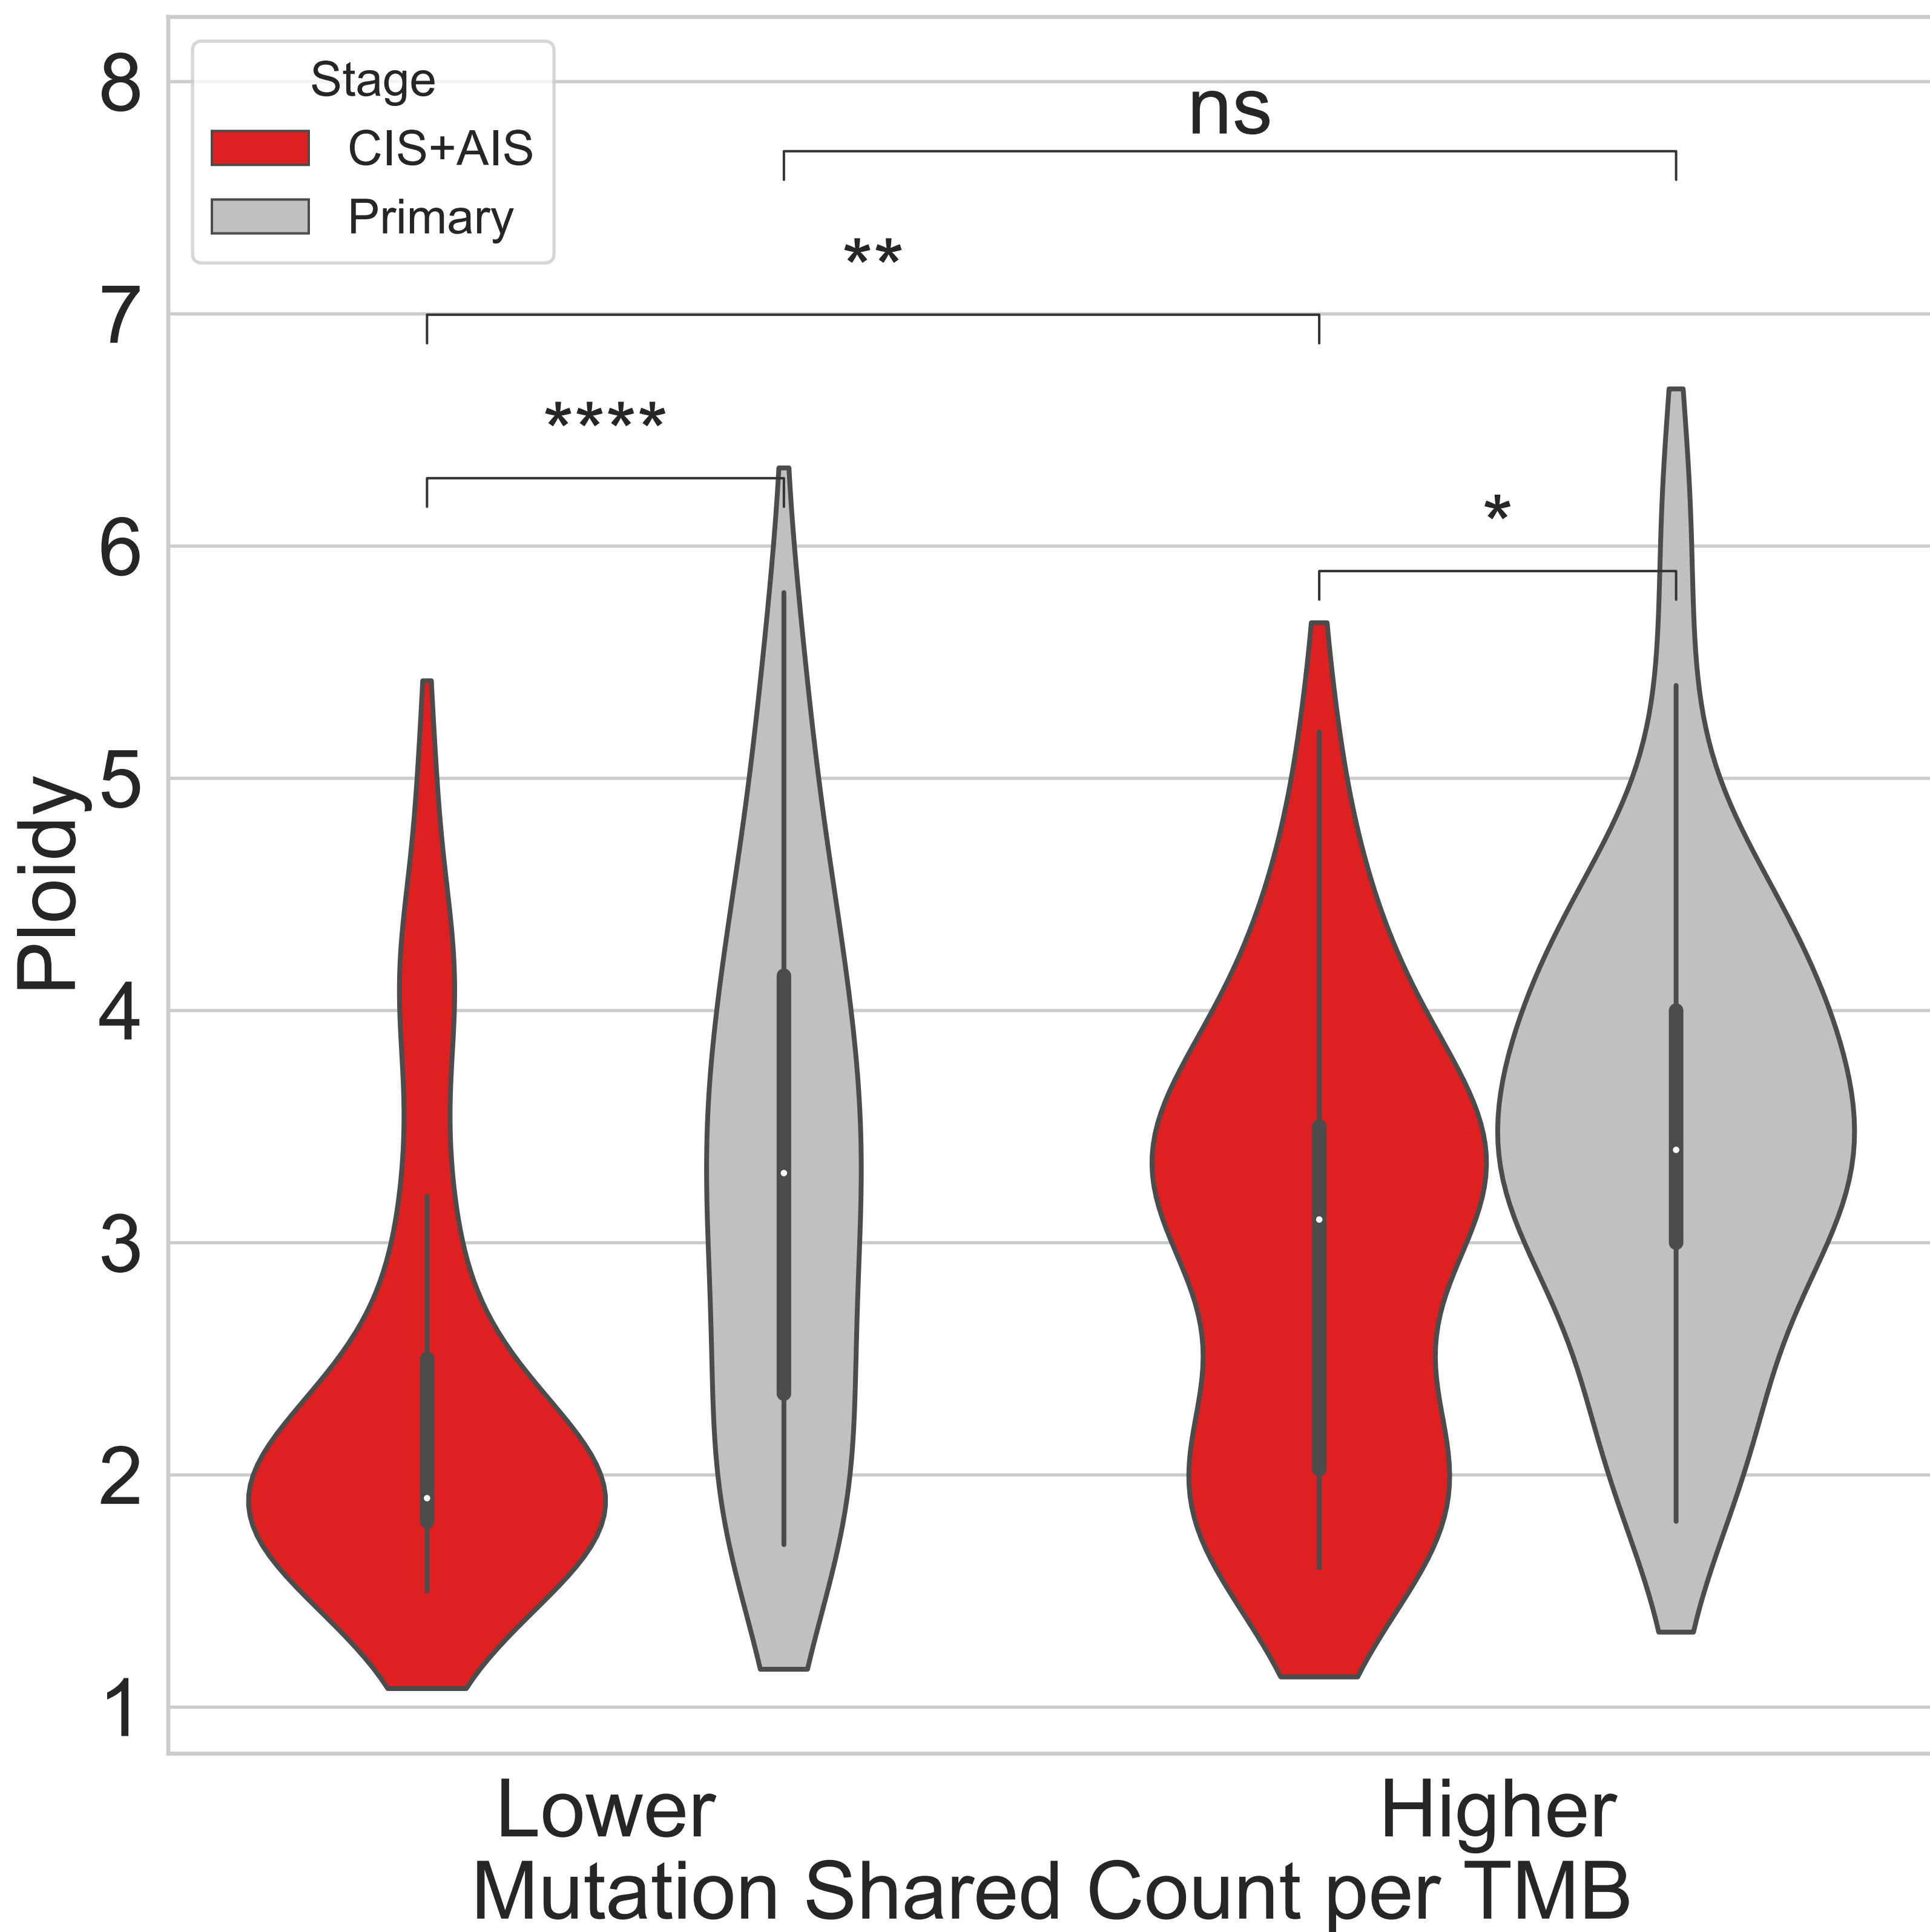 Stage
CIS+AIS
Primary
ns
**
****
*
8
7
6
5
4
3
2
1
Ploidy
Lower Higher
Mutation Shared Count per TMB